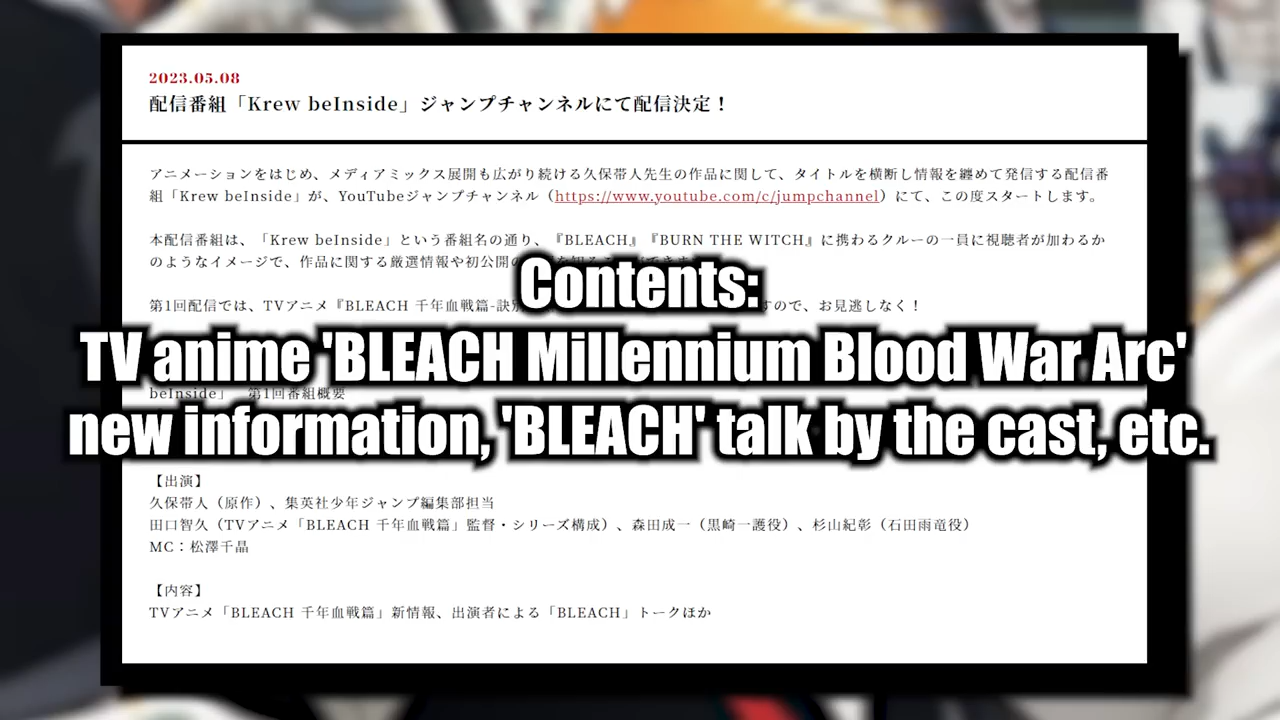 2023.05.08
配信番組「Krew beInside」ジャンプチャンネルにて配信決定！
アニメーションをはじめ、メディアミックス展開も広がり続ける久保帯人先生の作品に関して、タイトルを横断し情報を纏めて発信する配信番
組「Krew beInside」が、YouTubeジャンプチャンネル（https://www.youtube.com/c/jumpchannel）にて、この度スタートします。
本配信番組は、「Krew beInside」という番組名の通り、『BLEACH』『BURN THE WITCH』に携わるクルーの一員に視聴者が加わるか
のようなイメージで、作品に関する厳選情報や初公開の
第1回配信では、TVアニメ『BLEACH 千年血戦篇-訣 すので、お見逃しなく！
Contents:
TV anime 'BLEACH Millennium Blood War Arc'
new information, 'BLEACH' talk by the cast, etc.
beInside」 第1回番組概要
【出演】
久保帯人（原作）、集英社少年ジャンプ編集部担当
田口智久（TVアニメ「BLEACH 千年血戦篇」監督・シリーズ構成）、森田成一（黒崎一護役）、杉山紀彰（石田雨竜役）
MC：松澤千晶
【内容】
TVアニメ「BLEACH 千年血戦篇」新情報、出演者による「BLEACH」トークほか